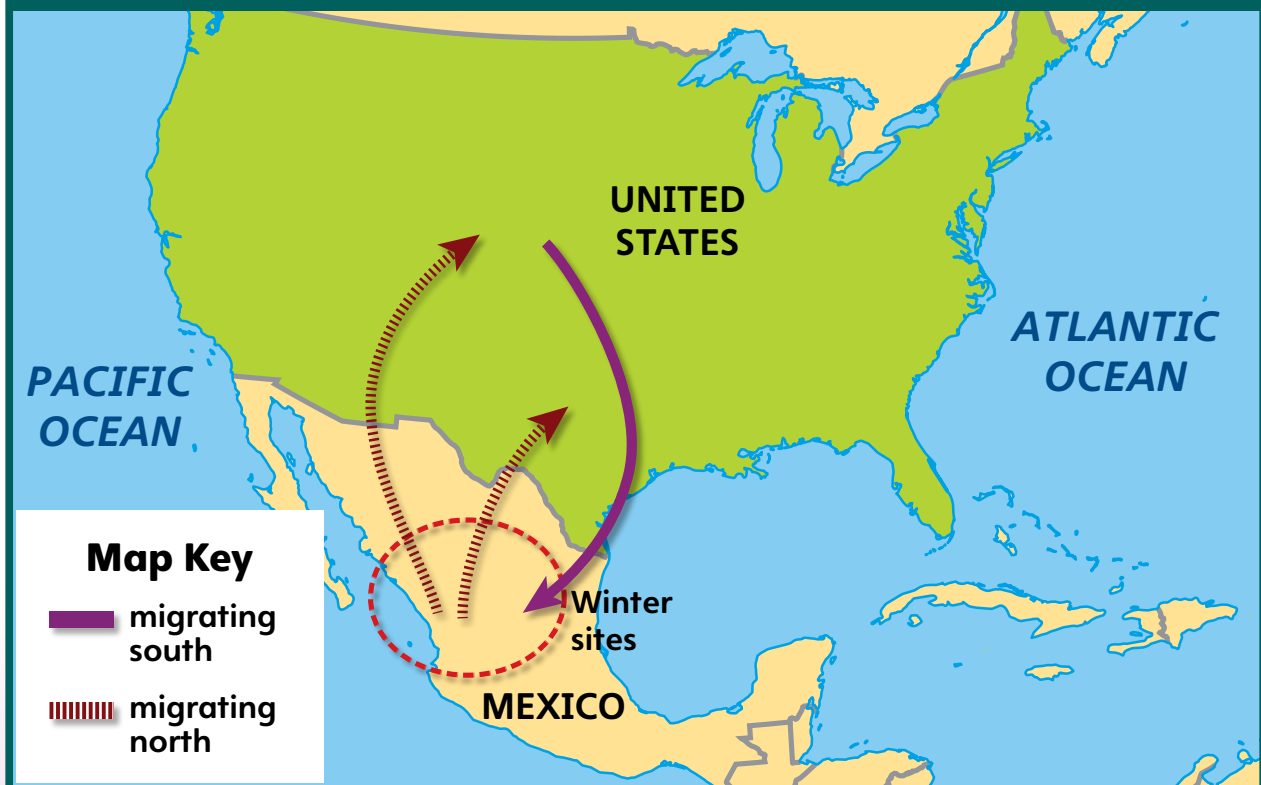 UNITED
STATES
ATLANTIC
OCEAN
PACIFIC
OCEAN
Winter
sites
MEXICO
Map Key
migrating
south
migrating
north